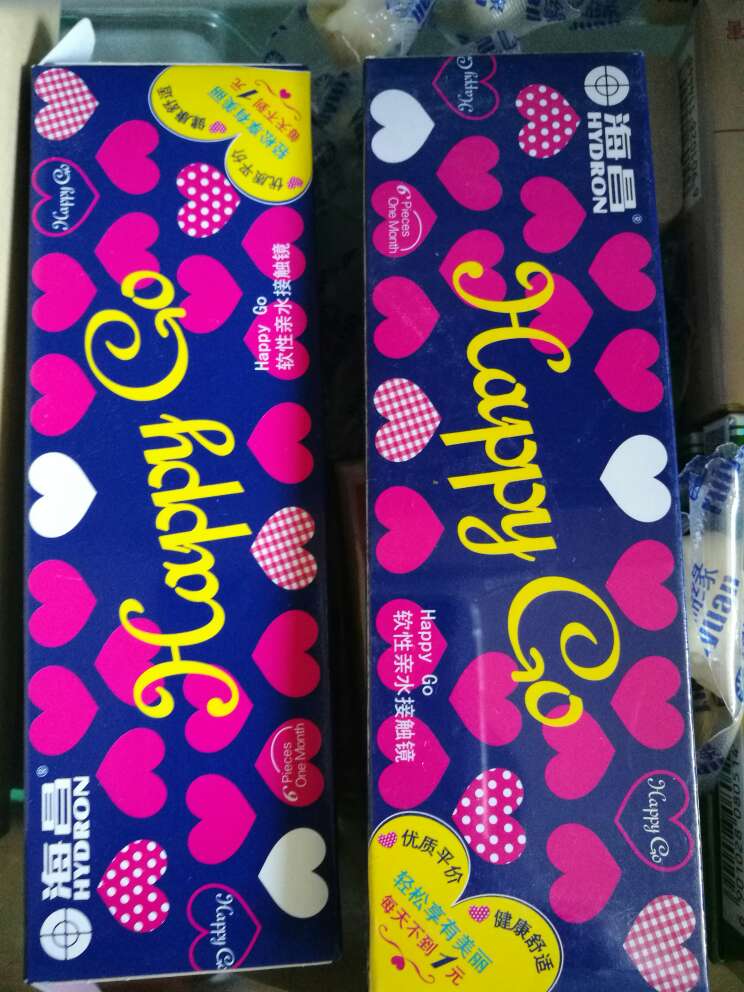 海昌®
HYDRON
Happy Go
6 Pieces
One Month
Happy Go
Happy Go
软性亲水接触镜
优质平价
健康舒适
轻松享有美丽
每天不到1元
Happy Go
海昌®
HYDRON
Happy Go
6 Pieces
One Month
Happy Go
Happy Go
软性亲水接触镜
Happy Go
优质平价
健康舒适
轻松享有美丽
每天不到1元